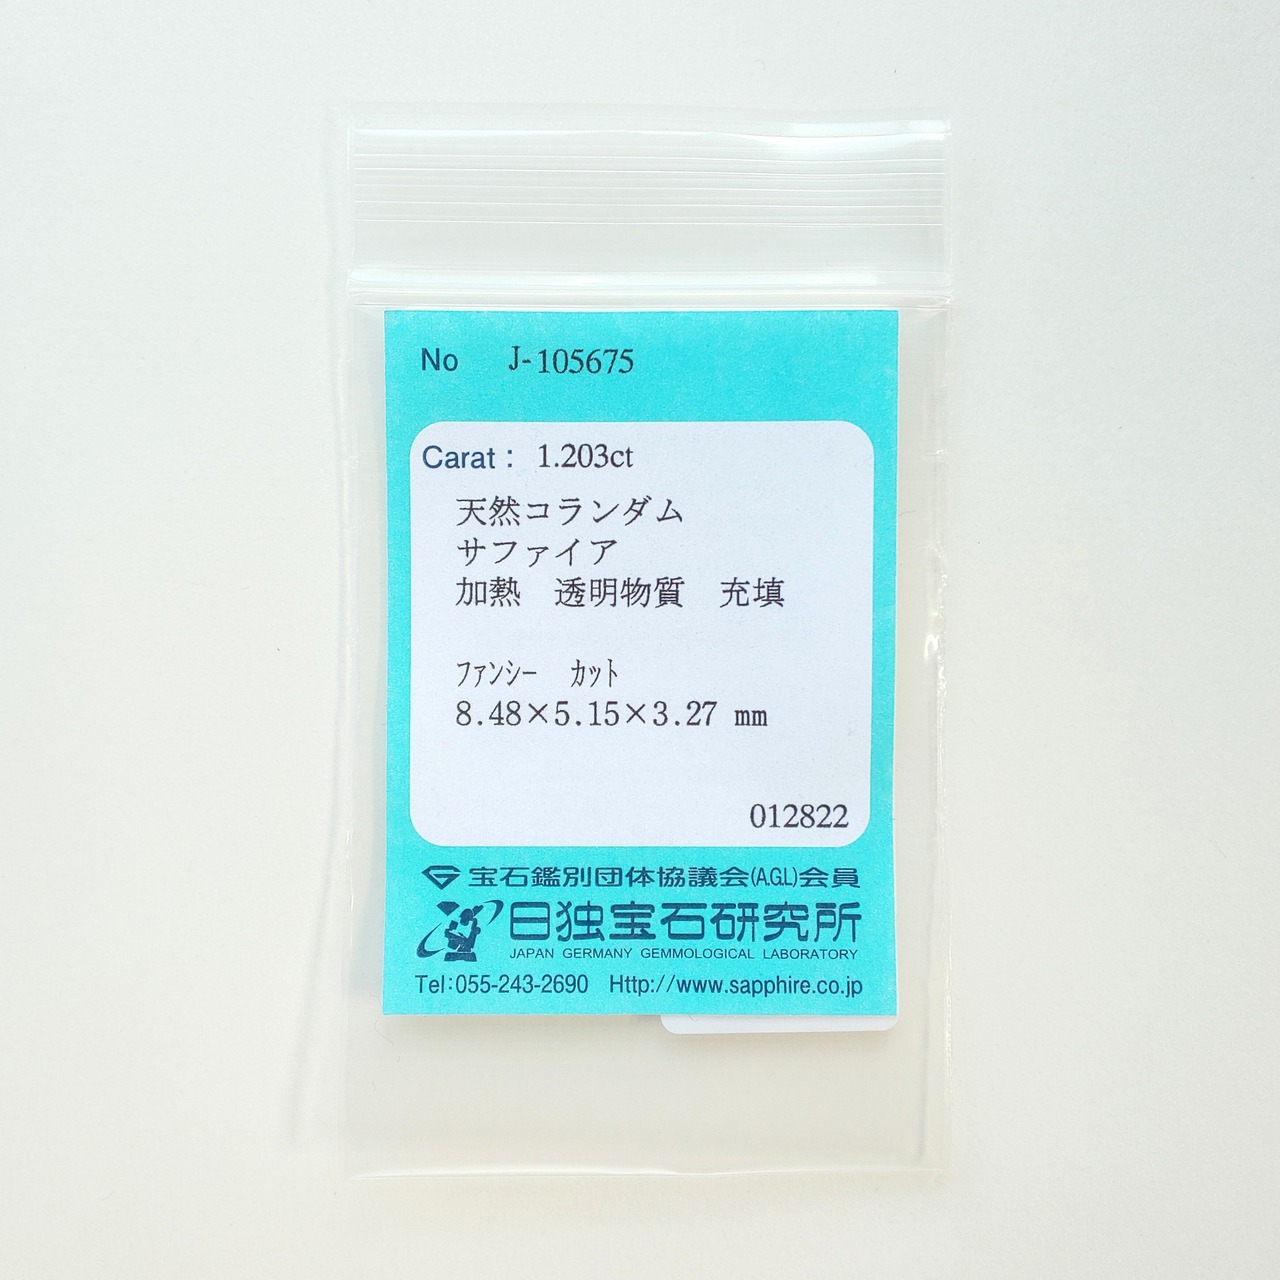 No J-105675
Carat: 1.203ct
天然コランダム
サファイア
加熱 透明物質 充填
ﾌｧﾝｼｰ ｶｯﾄ
8.48×5.15×3.27 mm
012822
宝石鑑別団体協議会(A.G.L)会員
日独宝石研究所
JAPAN GERMANY GEMMOLOGICAL LABORATORY
Tel:055-243-2690 Http://www.sapphire.co.jp